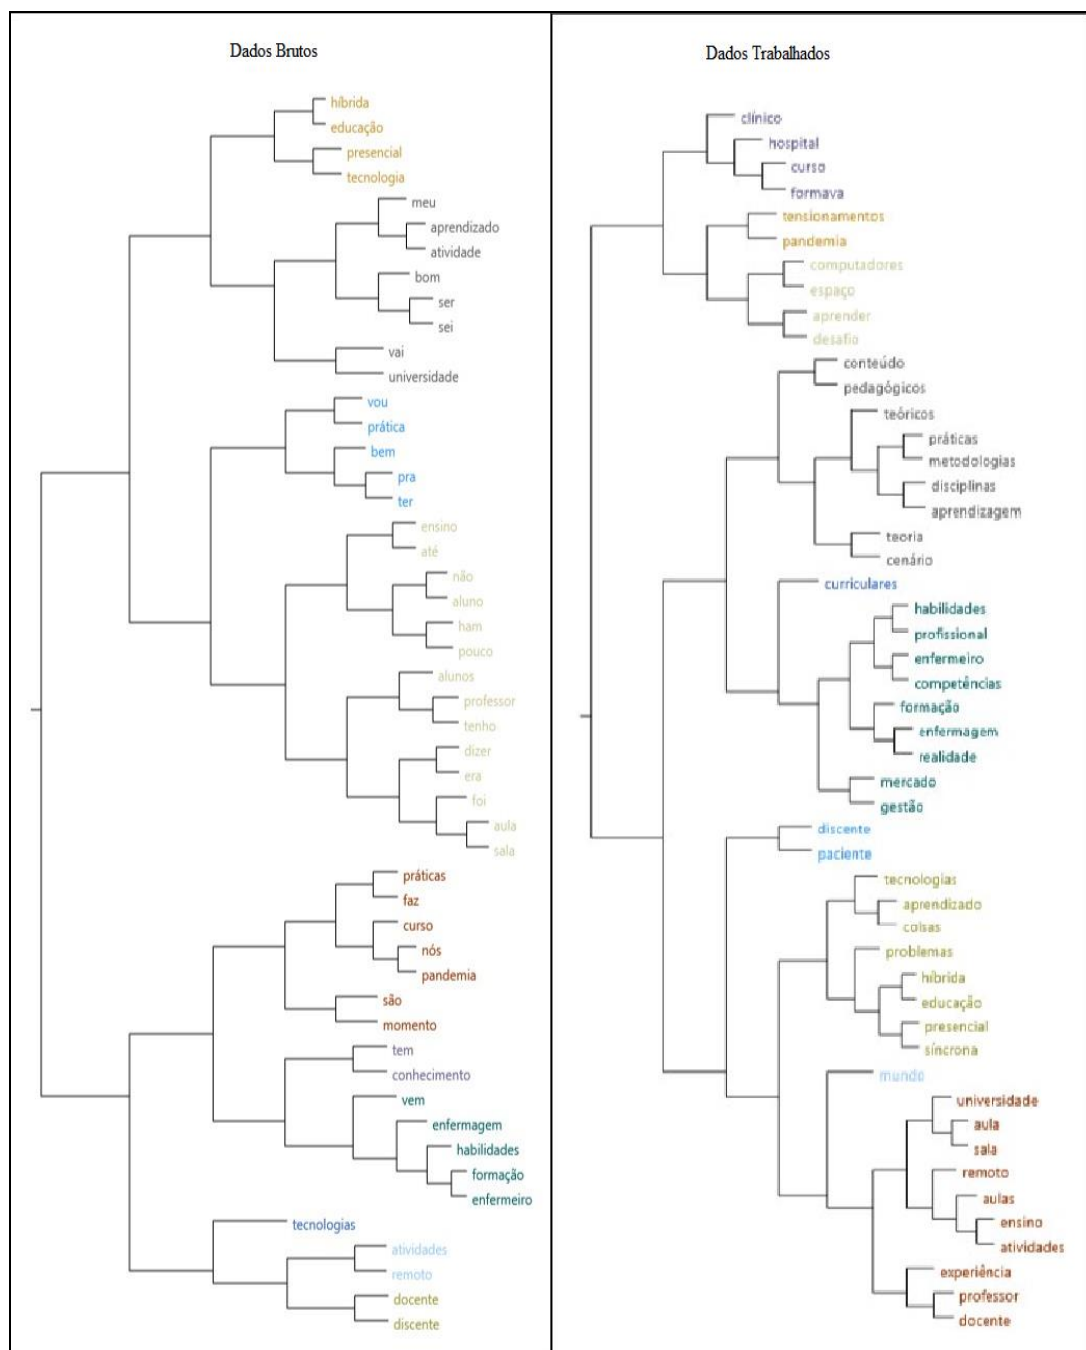 Dados Brutos
híbrida
educação
presencial
tecnologia
meu
aprendizado
atividade
bom
ser
sei
vai
universidade
vou
prática
bem
pra
ter
ensino
até
não
aluno
ham
pouco
alunos
professor
tenho
dizer
era
foi
aula
sala
práticas
faz
curso
nós
pandemia
são
momento
tem
conhecimento
vem
enfermagem
habilidades
formação
enfermeiro
tecnologias
atividades
remoto
docente
discente
Dados Trabalhados
clínico
hospital
curso
formava
tensionamentos
pandemia
computadores
espaço
aprender
desafio
conteúdo
pedagógicos
teóricos
práticas
metodologias
disciplinas
aprendizagem
teoria
cenário
curriculares
habilidades
profissional
enfermeiro
competências
formação
enfermagem
realidade
mercado
gestão
discente
paciente
tecnologias
aprendizado
coisas
problemas
híbrida
educação
presencial
síncrona
mundo
universidade
aula
sala
remoto
aulas
ensino
atividades
experiência
professor
docente